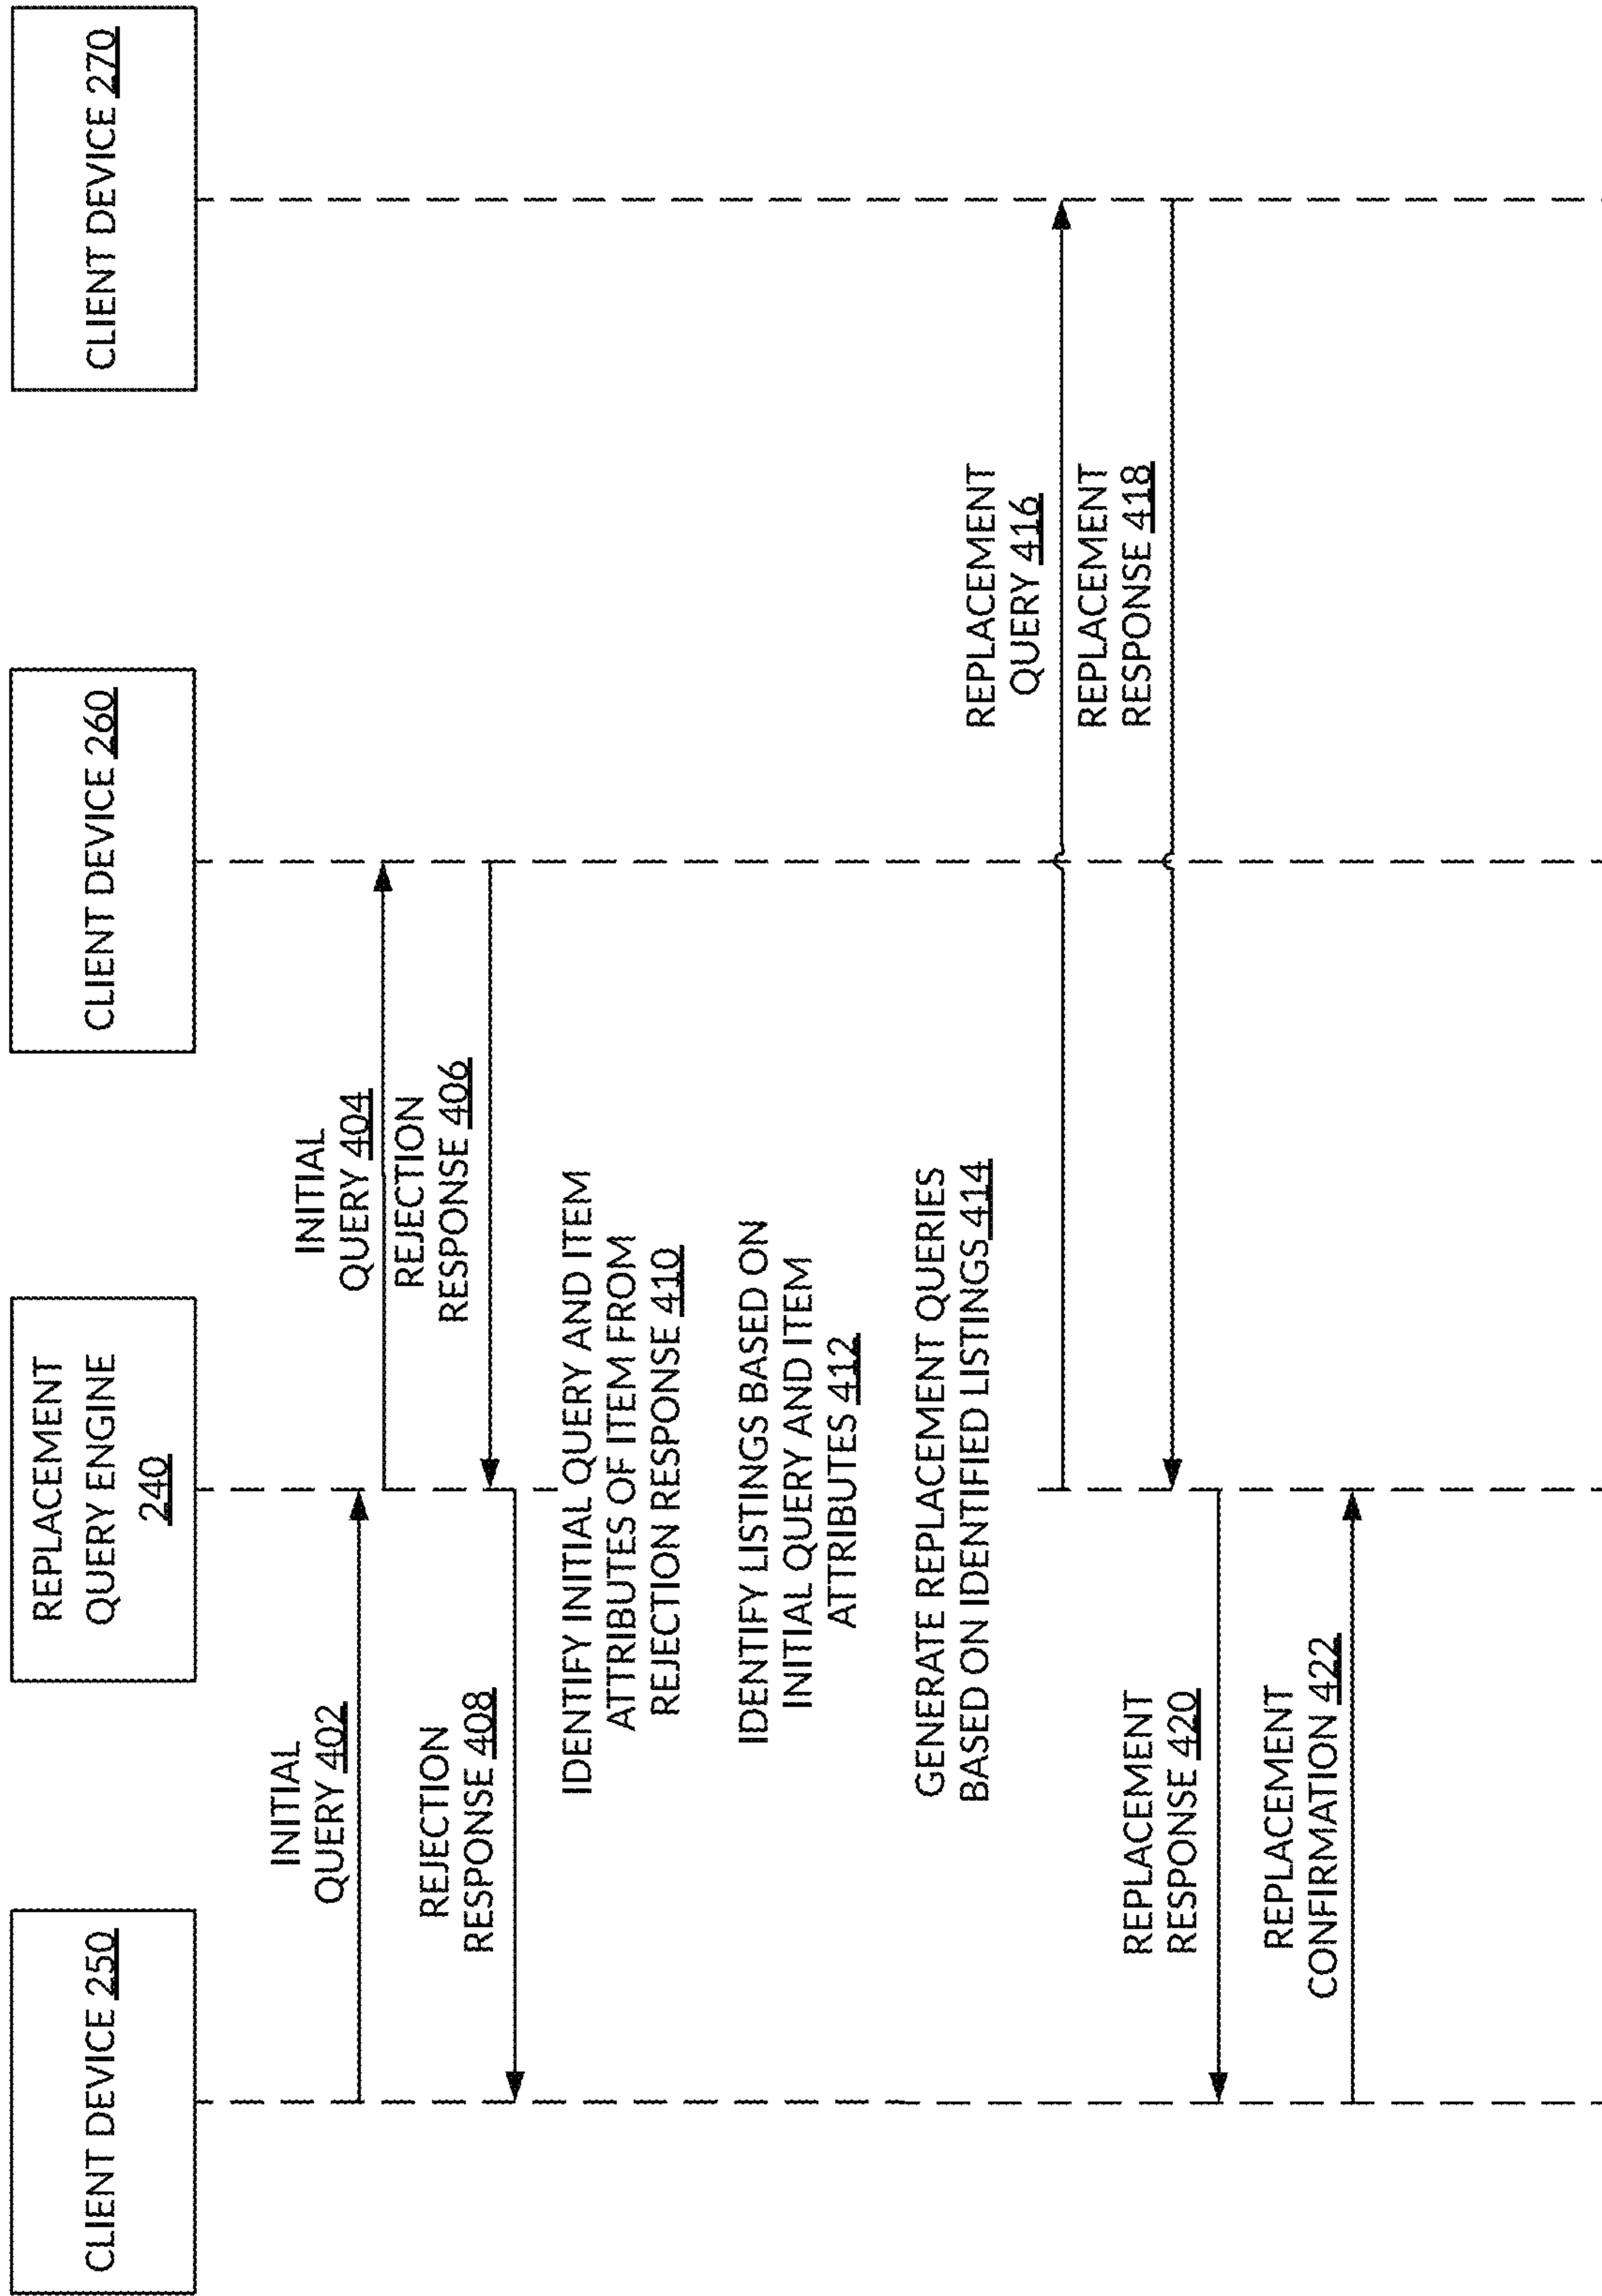 CLIENT DEVICE 250
REPLACEMENT
QUERY ENGINE
240
CLIENT DEVICE 260
CLIENT DEVICE 270
INITIAL
QUERY 402
INITIAL
QUERY 404
REJECTION
RESPONSE 406
REJECTION
RESPONSE 408
IDENTIFY INITIAL QUERY AND ITEM
ATTRIBUTES OF ITEM FROM
REJECTION RESPONSE 410
IDENTIFY LISTINGS BASED ON
INITIAL QUERY AND ITEM
ATTRIBUTES 412
GENERATE REPLACEMENT QUERIES
BASED ON IDENTIFIED LISTINGS 414
REPLACEMENT
QUERY 416
REPLACEMENT
RESPONSE 418
REPLACEMENT
RESPONSE 420
REPLACEMENT
CONFIRMATION 422